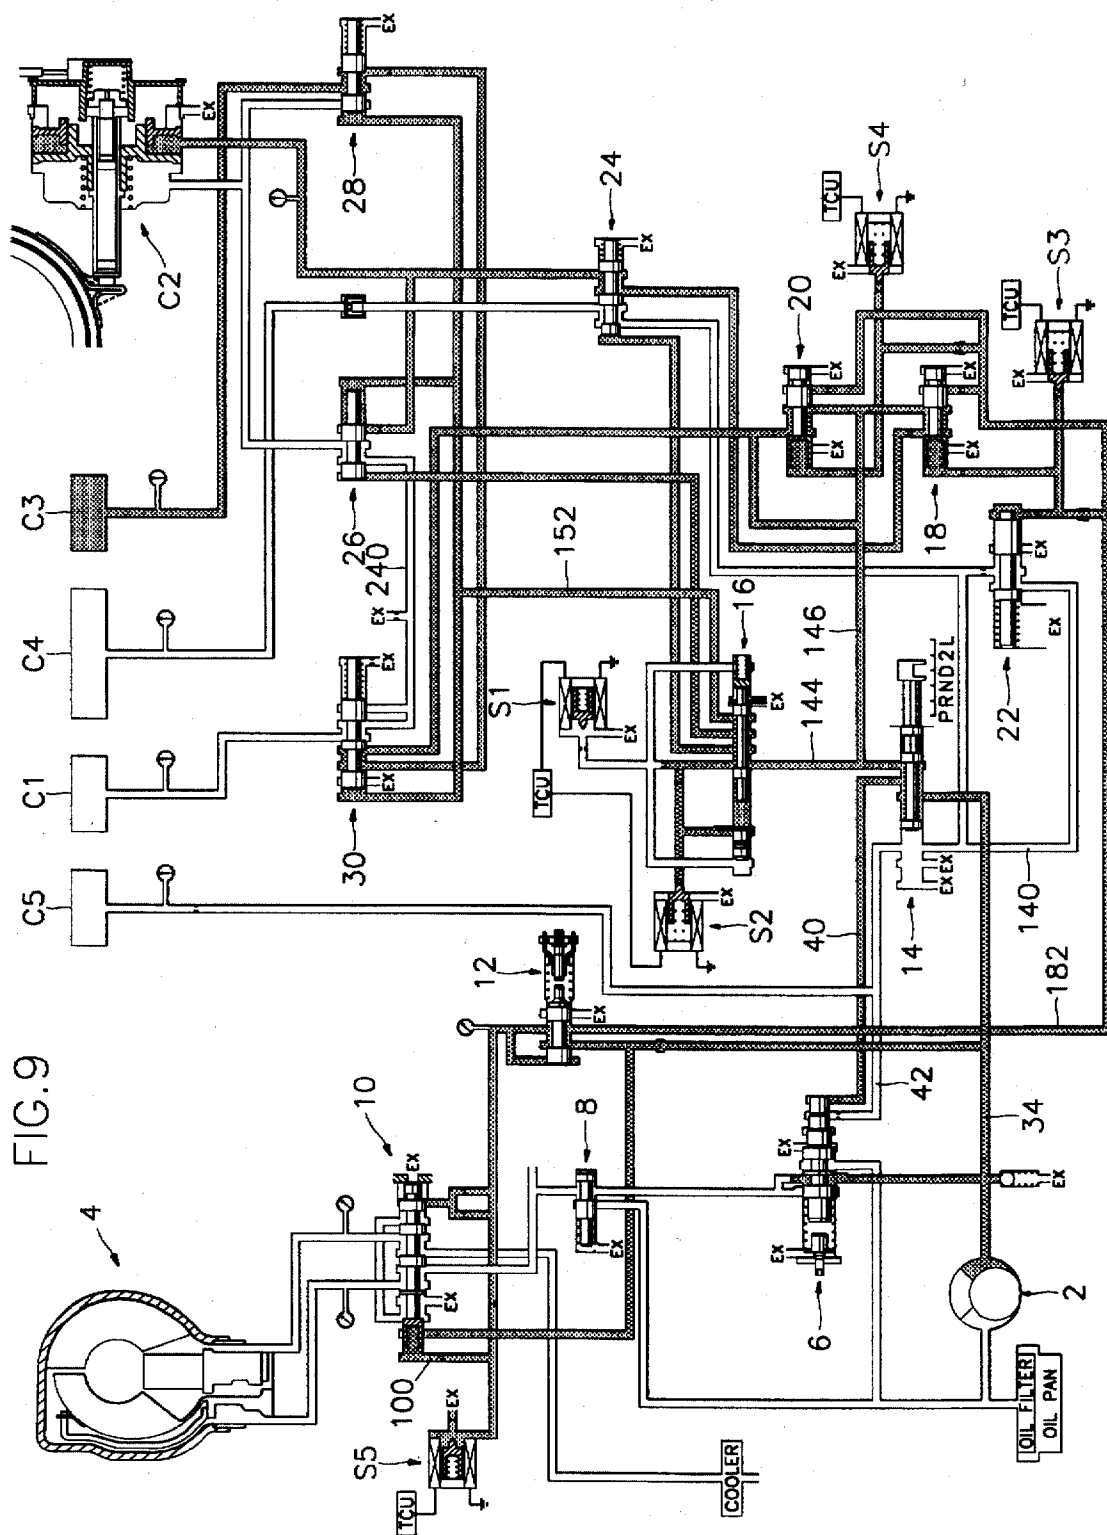 FIG.9
4
10
8
6
2
100
S5
TCU
EX
COOLER
OIL FILTER
OIL PAN
EX
EX
EX
EX
EX
EX
34
42
40
182
140
14
12
EX
C5
C1
C4
C3
C2
EX
EX
28
26
240
EX
EX
EX
30
152
24
EX
S1
EX
TCU
S2
EX
16
EX
144
146
PRND2L
EX
EX
22
EX
EX
18
EX
EX
20
EX
EX
S4
TCU
EX
S3
TCU
EX